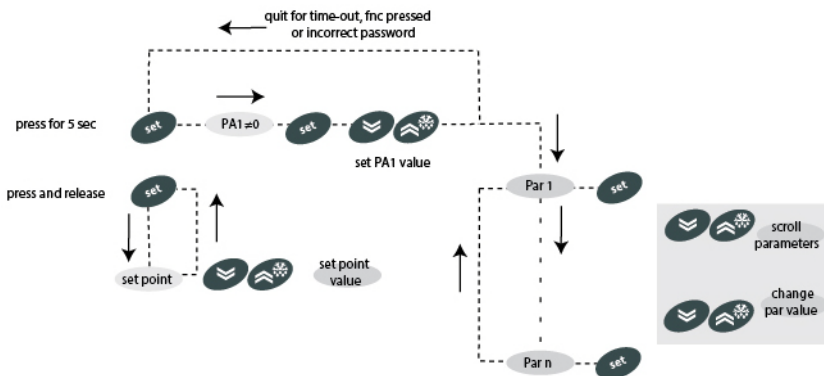 quit for time-out, fnc pressed
or incorrect password
press for 5 sec
set
PA1≠0
set
set PA1 value
press and release
set
Par 1
set
set point
set point
value
scroll
parameters
change
par value
Par n
set